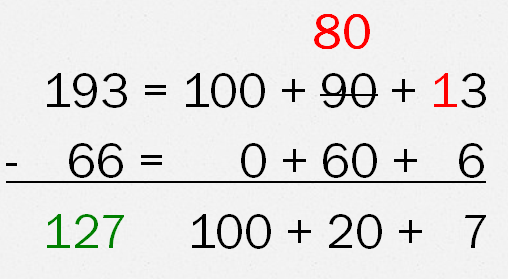 80
193 = 100 + 90 + 13
- 66 = 0 + 60 + 6
127 100 + 20 + 7